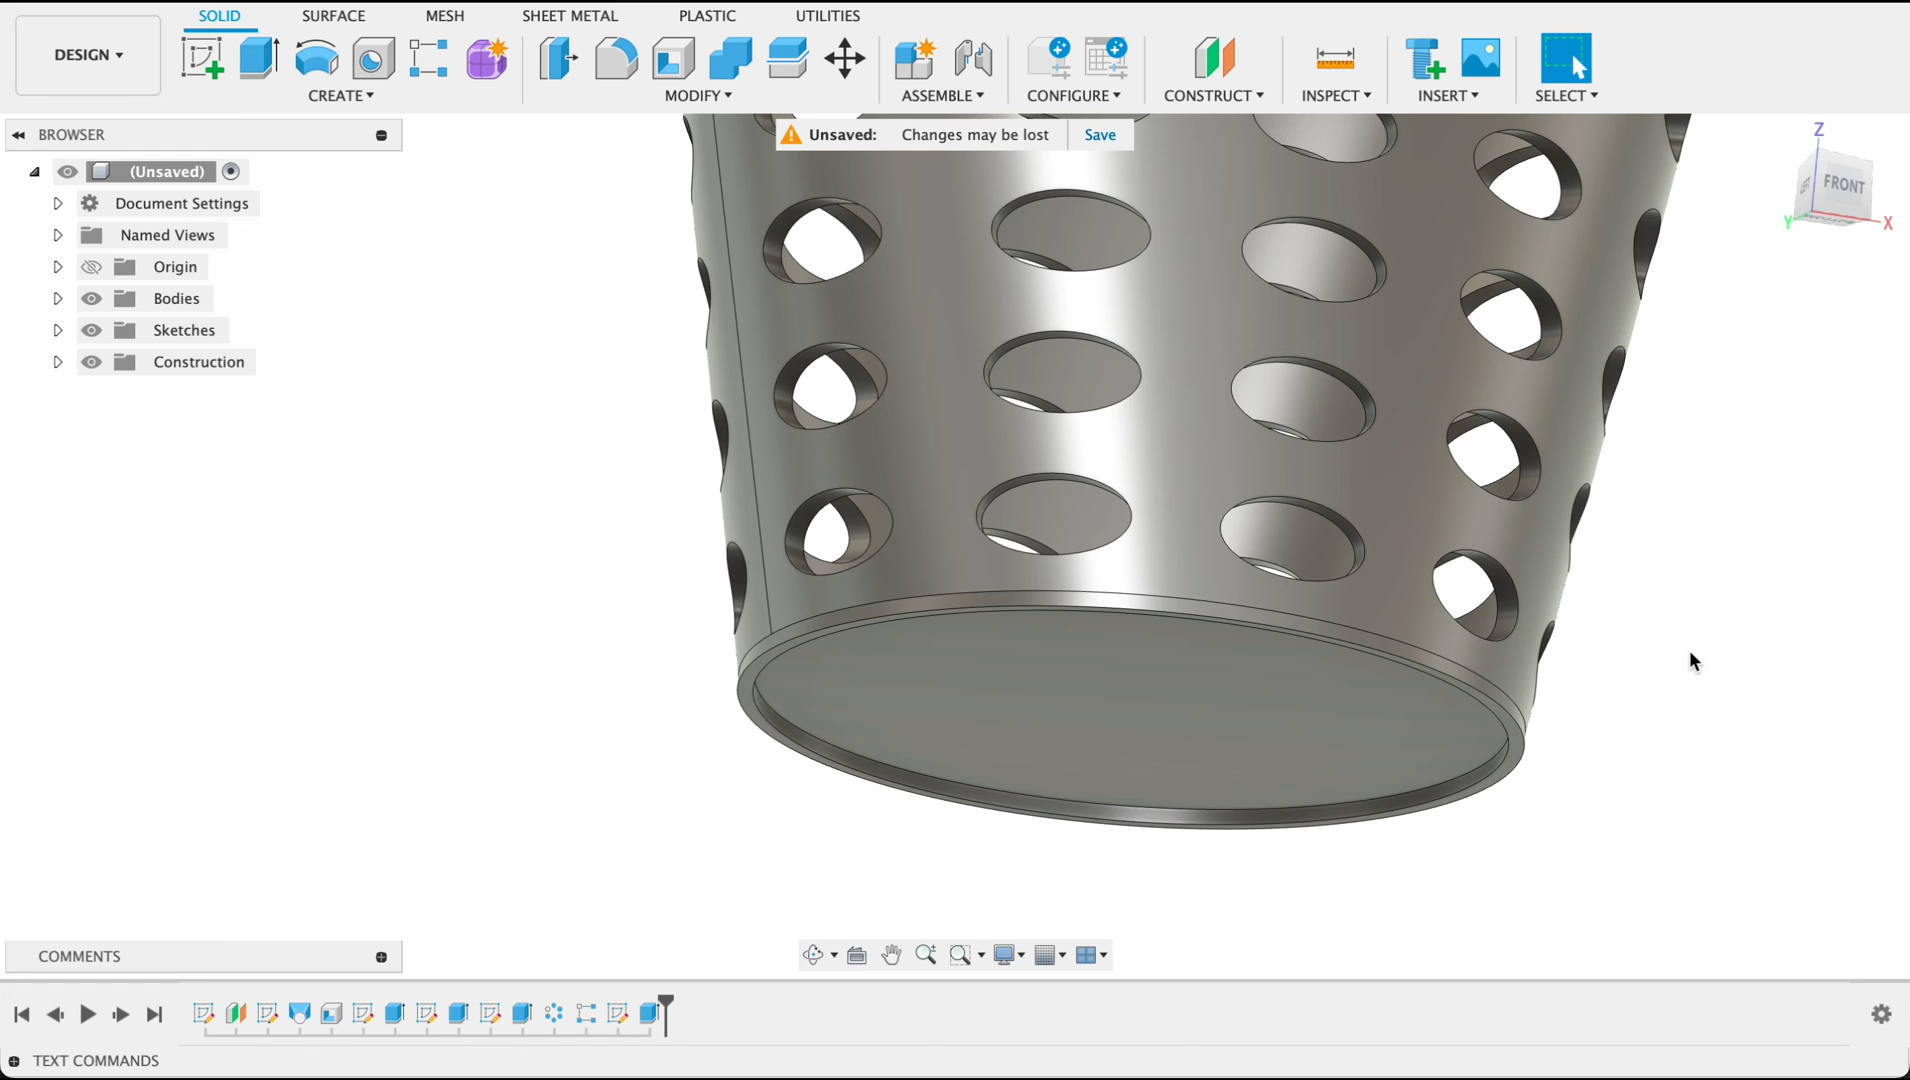 SOLID SURFACE MESH SHEET METAL PLASTIC UTILITIES
DESIGN
CREATE MODIFY ASSEMBLE CONFIGURE CONSTRUCT INSPECT INSERT SELECT
BROWSER
Unsaved: Changes may be lost Save
(Unsaved)
Document Settings
Named Views
Origin
Bodies
Sketches
Construction
Z
FRONT
Y
X
COMMENTS
TEXT COMMANDS